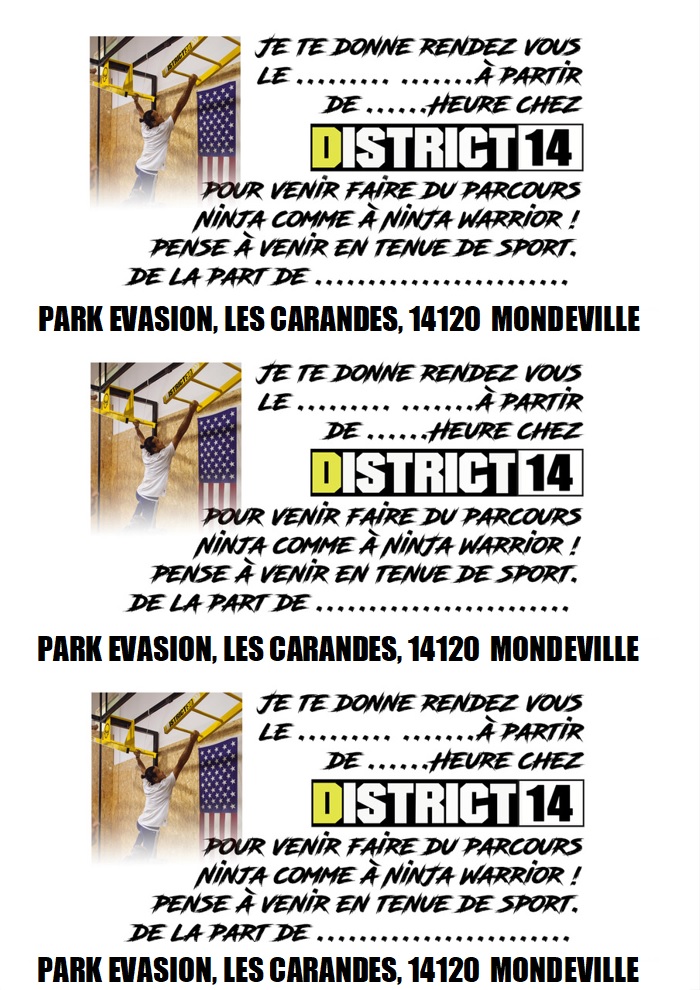 JE TE DONNE RENDEZ VOUS
LE ......... .......À PARTIR
DE ......HEURE CHEZ
DISTRICT 14
POUR VENIR FAIRE DU PARCOURS
NINJA COMME À NINJA WARRIOR !
PENSE À VENIR EN TENUE DE SPORT.
DE LA PART DE ........................
PARK EVASION, LES CARANDES, 14120 MONDEVILLE
JE TE DONNE RENDEZ VOUS
LE ......... .......À PARTIR
DE ......HEURE CHEZ
DISTRICT 14
POUR VENIR FAIRE DU PARCOURS
NINJA COMME À NINJA WARRIOR !
PENSE À VENIR EN TENUE DE SPORT.
DE LA PART DE ........................
PARK EVASION, LES CARANDES, 14120 MONDEVILLE
JE TE DONNE RENDEZ VOUS
LE ......... .......À PARTIR
DE ......HEURE CHEZ
DISTRICT 14
POUR VENIR FAIRE DU PARCOURS
NINJA COMME À NINJA WARRIOR !
PENSE À VENIR EN TENUE DE SPORT.
DE LA PART DE ........................
PARK EVASION, LES CARANDES, 14120 MONDEVILLE